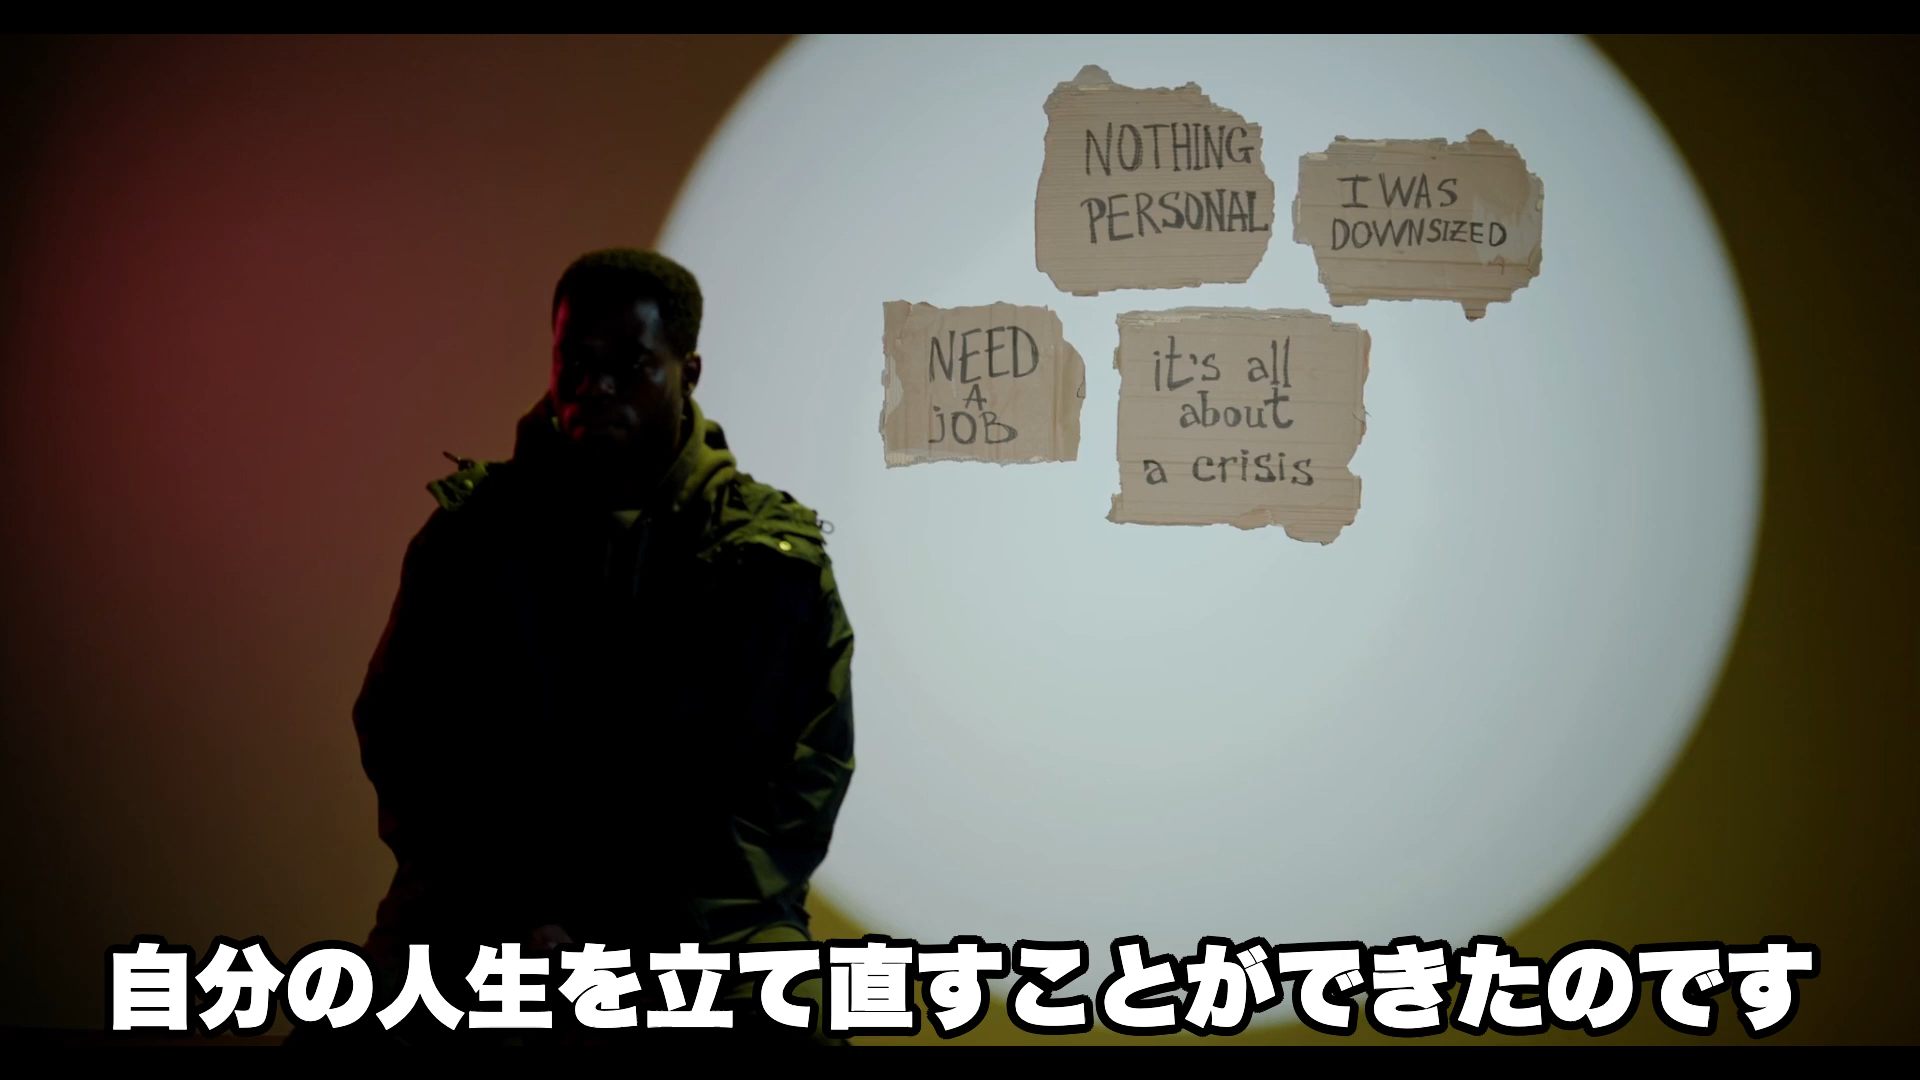 NOTHING
PERSONAL
I WAS
DOWNSIZED
NEED
A
jOB
it's all
about
a crisis
自分の人生を立て直すことができたのです